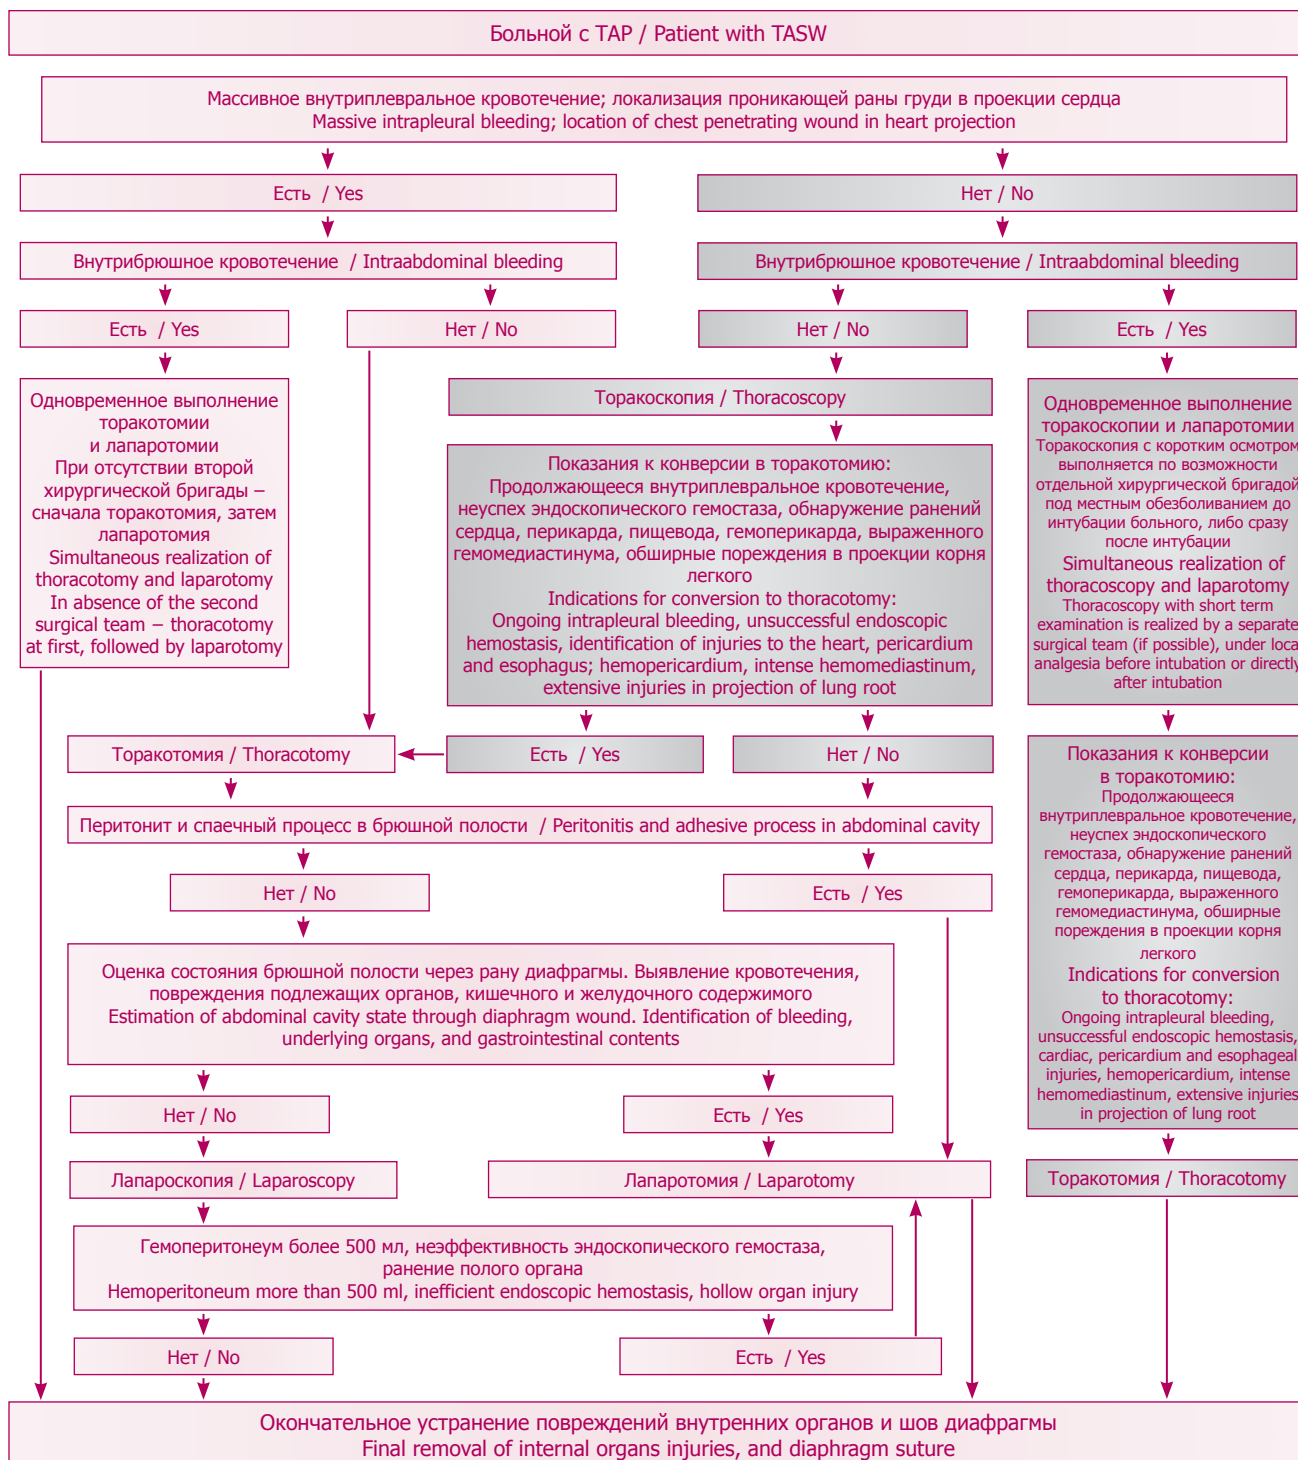 Больной с ТАР / Patient with TASW
Массивное внутриплевральное кровотечение; локализация проникающей раны груди в проекции сердца
Massive intrapleural bleeding; location of chest penetrating wound in heart projection
Есть / Yes
Нет / No
Внутрибрюшное кровотечение / Intraabdominal bleeding
Внутрибрюшное кровотечение / Intraabdominal bleeding
Есть / Yes
Нет / No
Нет / No
Есть / Yes
Одновременное выполнение
торакотомии
и лапаротомии
При отсутствии второй
хирургической бригады –
сначала торакотомия, затем
лапаротомия
Simultaneous realization of
thoracotomy and laparotomy
In absence of the second
surgical team – thoracotomy
at first, followed by laparotomy
Торакоскопия / Thoracoscopy
Показания к конверсии в торакотомию:
Продолжающееся внутриплевральное кровотечение,
неуспех эндоскопического гемостаза, обнаружение ранений
сердца, перикарда, пищевода, гемоперикарда, выраженного
гемомедиастинума, обширные пореждения в проекции корня
легкого
Indications for conversion to thoracotomy:
Ongoing intrapleural bleeding, unsuccessful endoscopic
hemostasis, identification of injuries to the heart, pericardium
and esophagus; hemopericardium, intense hemomediastinum,
extensive injuries in projection of lung root
Одновременное выполнение
торакоскопии и лапаротомии
Торакоскопия с коротким осмотром
выполняется по возможности
отдельной хирургической бригадой
под местным обезболиванием до
интубации больного, либо сразу
после интубации
Simultaneous realization of
thoracoscopy and laparotomy
Thoracoscopy with short term
examination is realized by a separate
surgical team (if possible), under local
analgesia before intubation or directly
after intubation
Торакотомия / Thoracotomy
Есть / Yes
Нет / No
Показания к конверсии
в торакотомию:
Продолжающееся
внутриплевральное кровотечение,
неуспех эндоскопического
гемостаза, обнаружение ранений
сердца, перикарда, пищевода,
гемоперикарда, выраженного
гемомедиастинума, обширные
пореждения в проекции корня
легкого
Indications for conversion
to thoracotomy:
Ongoing intrapleural bleeding,
unsuccessful endoscopic hemostasis,
cardiac, pericardium and esophageal
injuries, hemopericardium, intense
hemomediastinum, extensive injuries
in projection of lung root
Перитонит и спаечный процесс в брюшной полости / Peritonitis and adhesive process in abdominal cavity
Нет / No
Есть / Yes
Оценка состояния брюшной полости через рану диафрагмы. Выявление кровотечения,
повреждения подлежащих органов, кишечного и желудочного содержимого
Estimation of abdominal cavity state through diaphragm wound. Identification of bleeding,
underlying organs, and gastrointestinal contents
Нет / No
Есть / Yes
Лапароскопия / Laparoscopy
Лапаротомия / Laparotomy
Торакотомия / Thoracotomy
Гемоперитонеум более 500 мл, неэффективность эндоскопического гемостаза,
ранение полого органа
Hemoperitoneum more than 500 ml, inefficient endoscopic hemostasis, hollow organ injury
Нет / No
Есть / Yes
Окончательное устранение повреждений внутренних органов и шов диафрагмы
Final removal of internal organs injuries, and diaphragm suture